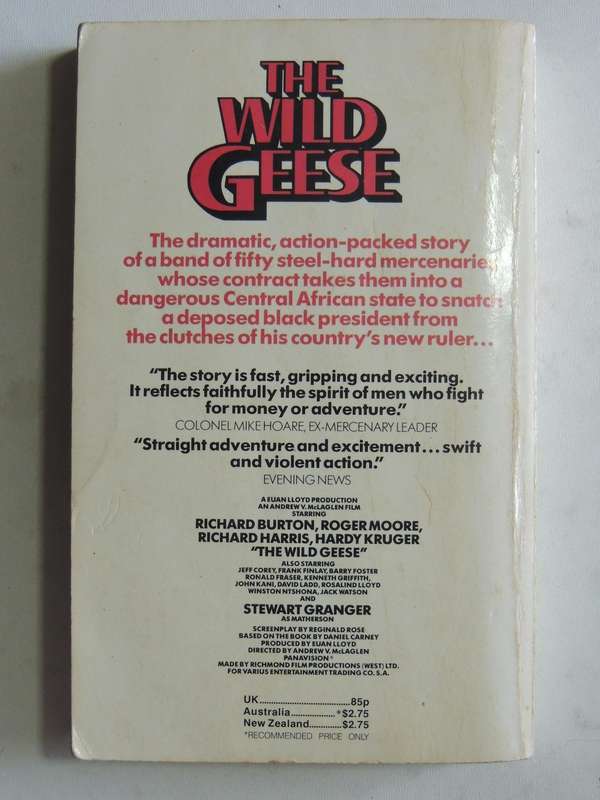 THE
WILD
GEESE
The dramatic, action-packed story
of a band of fifty steel-hard mercenaries
whose contract takes them into a
dangerous Central African state to snatch
a deposed black president from
the clutches of his country's new ruler...
“The story is fast, gripping and exciting.
It reflects faithfully the spirit of men who fight
for money or adventure.”
COLONEL MIKE HOARE, EX-MERCENARY LEADER
“Straight adventure and excitement... swift
and violent action.”
EVENING NEWS
A EUAN LLOYD PRODUCTION
AN ANDREW V. McLAGLEN FILM
STARRING
RICHARD BURTON, ROGER MOORE,
RICHARD HARRIS, HARDY KRUGER
"THE WILD GEESE"
ALSO STARRING
JEFF COREY, FRANK FINLAY, BARRY FOSTER
RONALD FRASER, KENNETH GRIFFITH,
JOHN KANI, DAVID LADD, ROSALIND LLOYD
WINSTON NTSHONA, JACK WATSON
AND
STEWART GRANGER
AS MATHERSON
SCREENPLAY BY REGINALD ROSE
BASED ON THE BOOK BY DANIEL CARNEY
PRODUCED BY EUAN LLOYD
DIRECTED BY ANDREW V. McLAGLEN
PANAVISION®
MADE BY RICHMOND FILM PRODUCTIONS (WEST) LTD.
FOR VARIUS ENTERTAINMENT TRADING CO. S.A.
UK....................................85p
Australia..................*$2.75
New Zealand.............$2.75
*RECOMMENDED PRICE ONLY